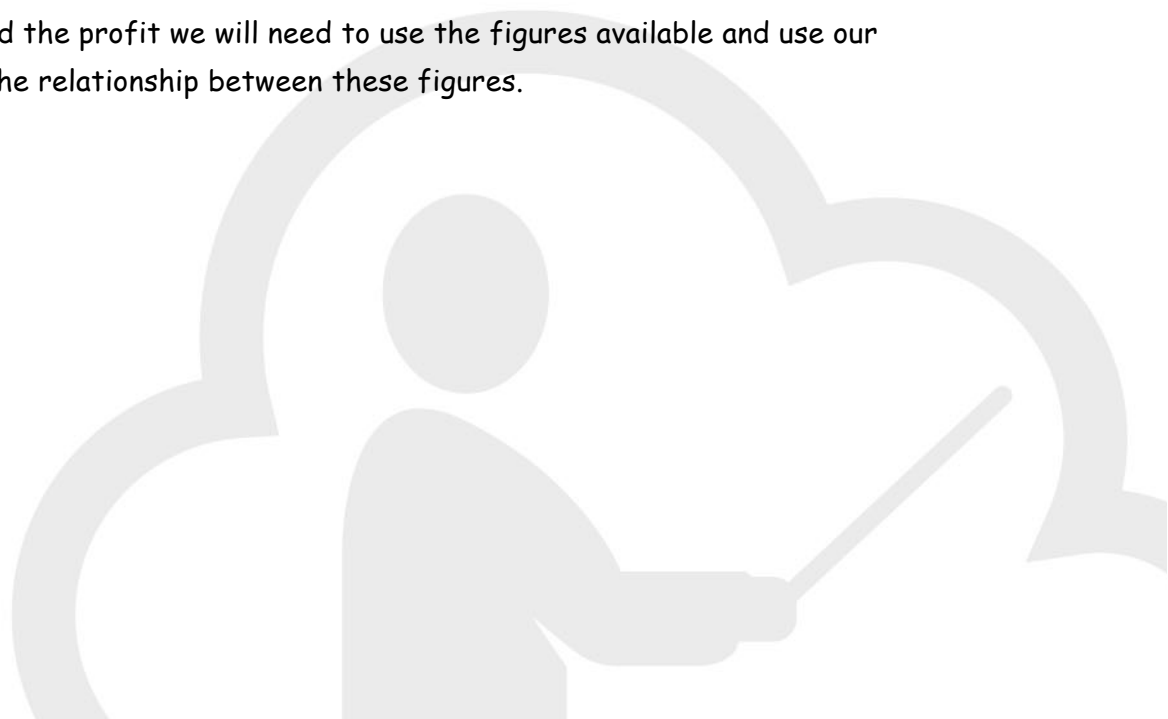 d the profit we will need to use the figures available and use our
he relationship between these figures.